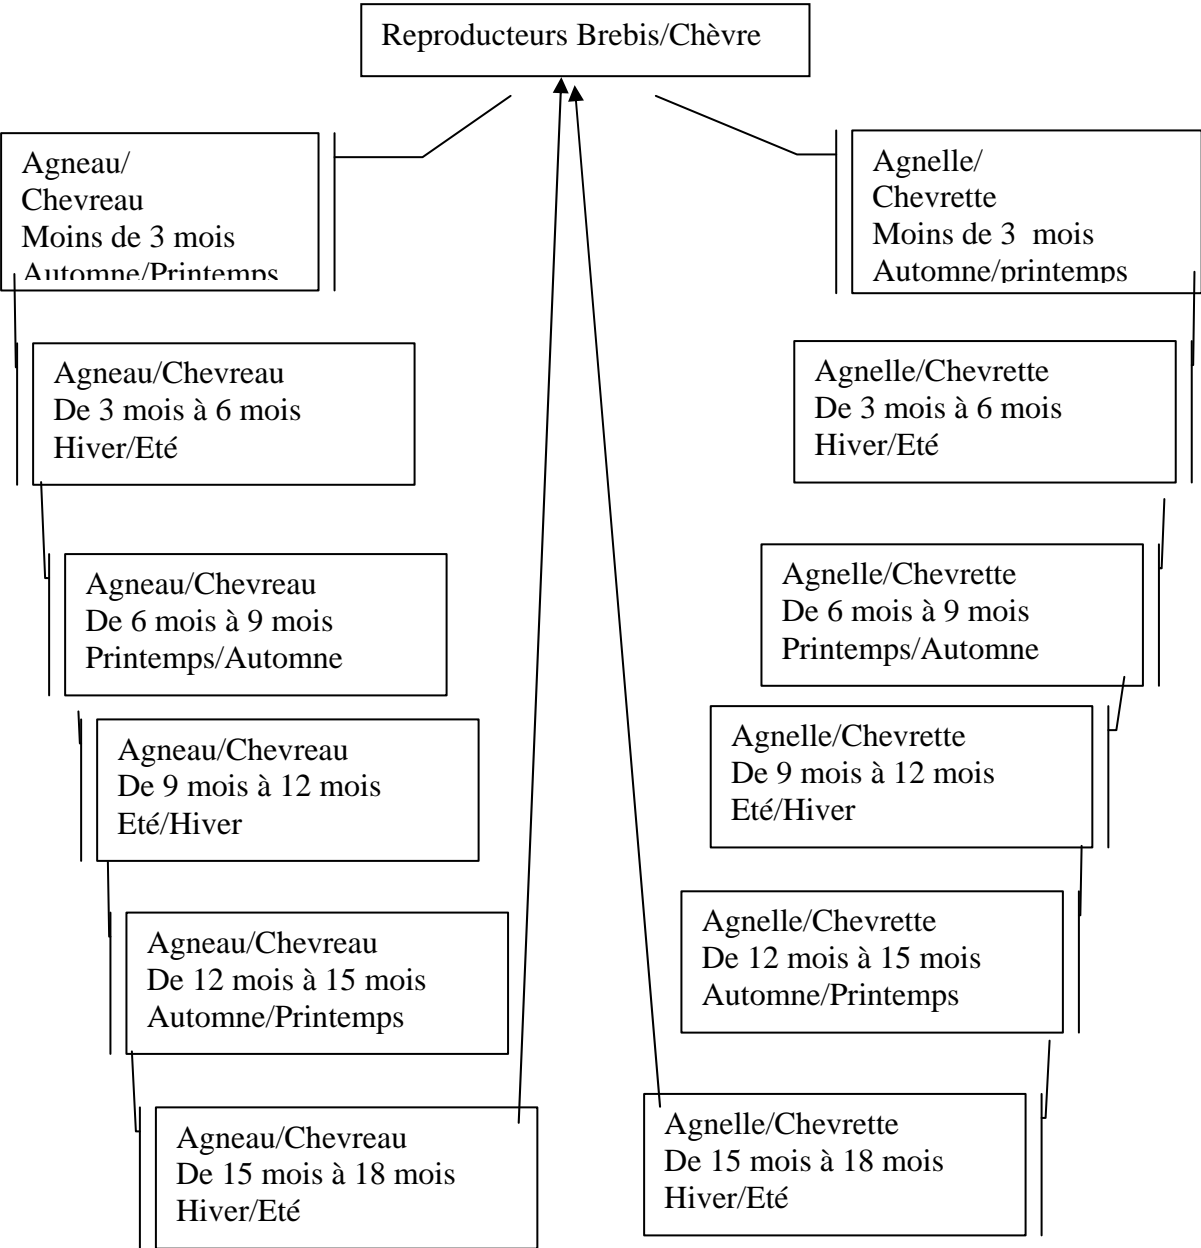 Reproducteurs Brebis/Chèvre
Agneau/
Chevreau
Moins de 3 mois
Automne/Printemps
Agnelle/
Chevrette
Moins de 3  mois
Automne/printemps
Agneau/Chevreau
De 3 mois à 6 mois
Hiver/Eté
Agnelle/Chevrette
De 3 mois à 6 mois
Hiver/Eté
Agneau/Chevreau
De 6 mois à 9 mois
Printemps/Automne
Agnelle/Chevrette
De 6 mois à 9 mois
Printemps/Automne
Agneau/Chevreau
De 9 mois à 12 mois
Eté/Hiver
Agnelle/Chevrette
De 9 mois à 12 mois
Eté/Hiver
Agneau/Chevreau
De 12 mois à 15 mois
Automne/Printemps
Agnelle/Chevrette
De 12 mois à 15 mois
Automne/Printemps
Agneau/Chevreau
De 15 mois à 18 mois
Hiver/Eté
Agnelle/Chevrette
De 15 mois à 18 mois
Hiver/Eté